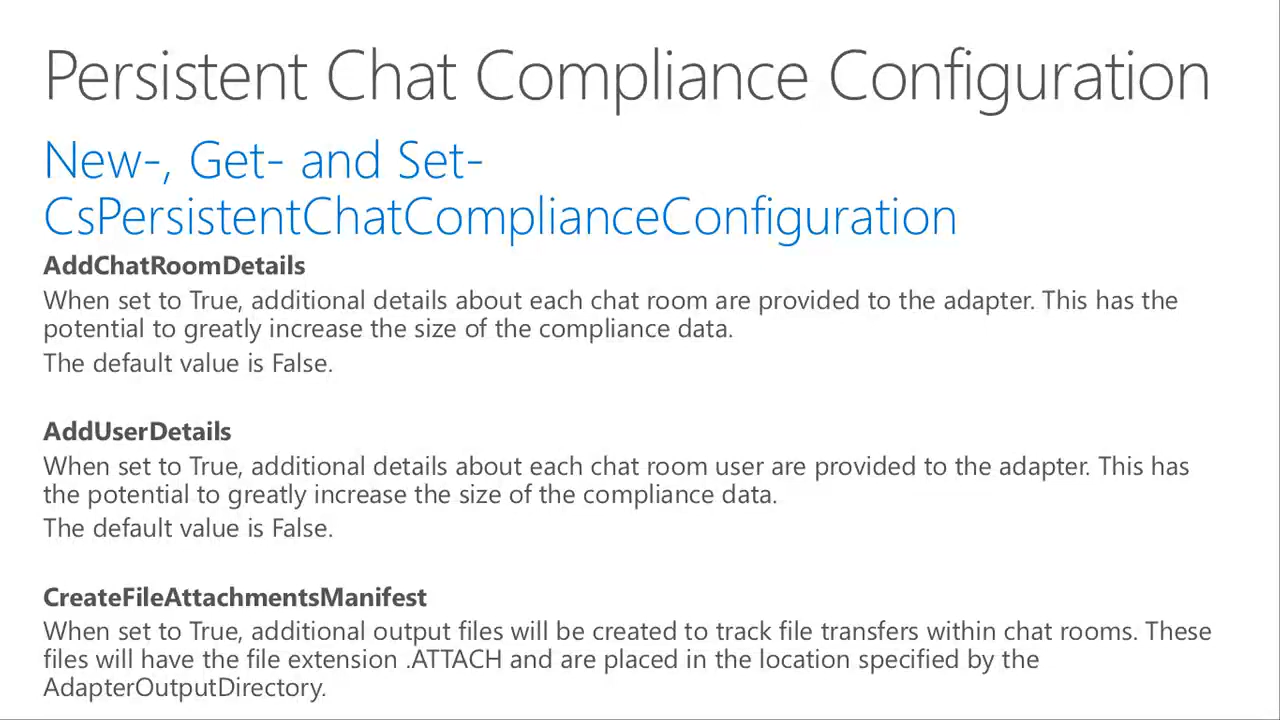 Persistent Chat Compliance Configuration
New-, Get- and Set-
CsPersistentChatComplianceConfiguration
AddChatRoomDetails
When set to True, additional details about each chat room are provided to the adapter. This has the
potential to greatly increase the size of the compliance data.
The default value is False.
AddUserDetails
When set to True, additional details about each chat room user are provided to the adapter. This has
the potential to greatly increase the size of the compliance data.
The default value is False.
CreateFileAttachmentsManifest
When set to True, additional output files will be created to track file transfers within chat rooms. These
files will have the file extension .ATTACH and are placed in the location specified by the
AdapterOutputDirectory.